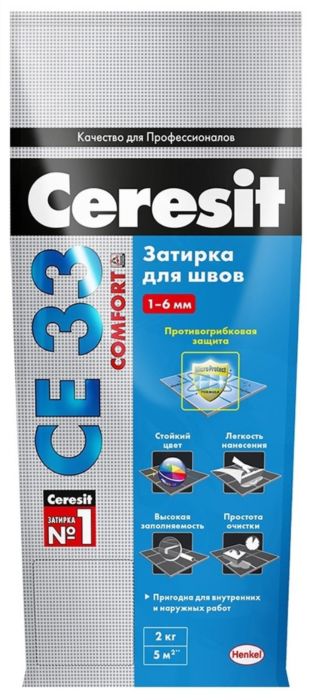 Качество для Профессионалов
Ceresit
CE 33
COMFORT
Затирка
для швов
1–6 мм
Противогрибковая
защита
MicroProtect
Стойкий
цвет
Легкость
нанесения
Ceresit
ЗАТИРКА
№1
Высокая
заполняемость
Простота
очистки
Пригодна для внутренних
и наружных работ
2 кг
5 м²**
Henkel